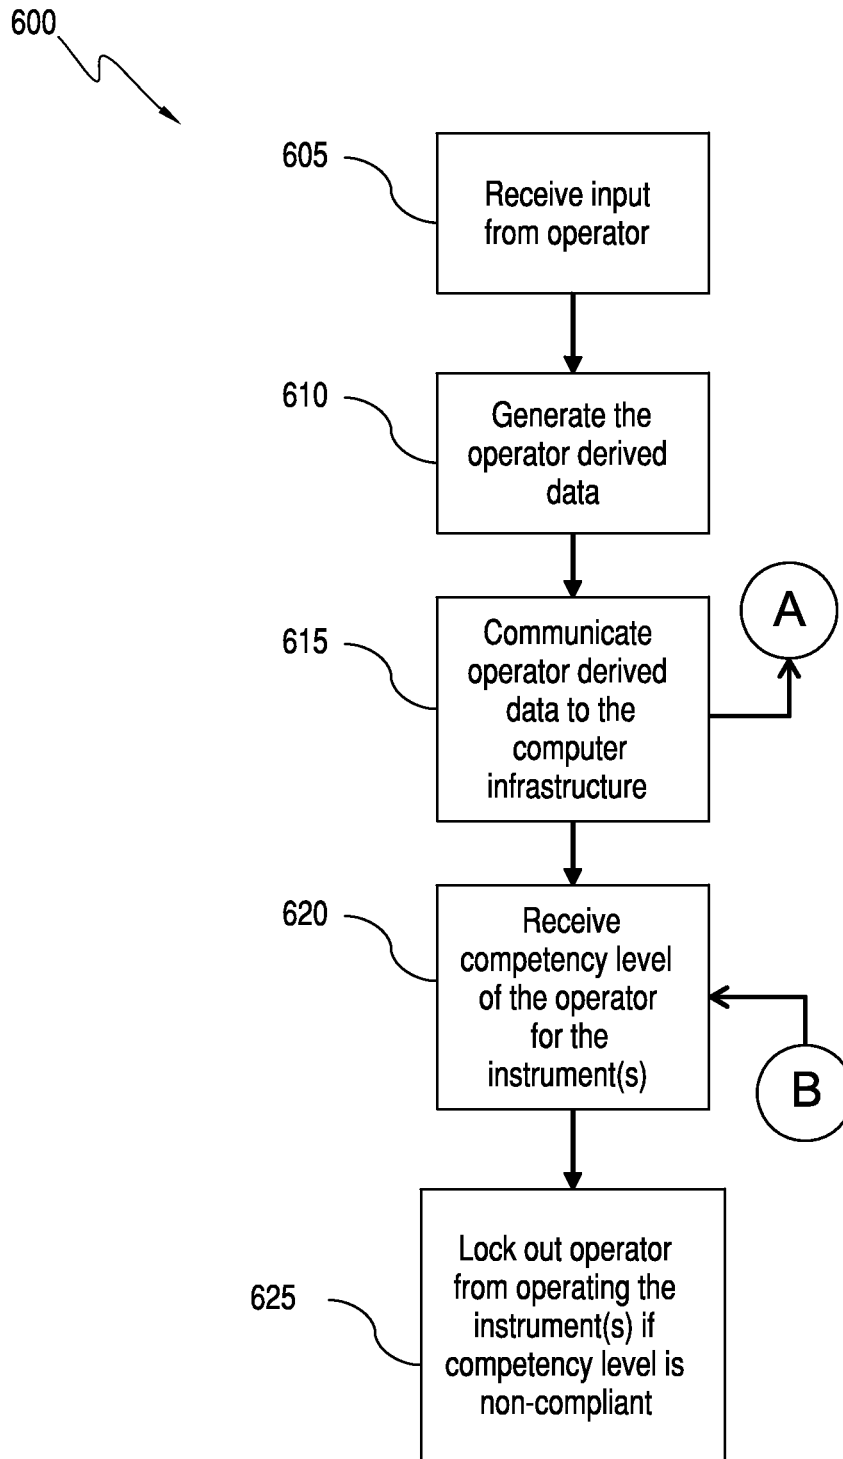 600
605
Receive input
from operator
610
Generate the
operator derived
data
A
615
Communicate
operator derived
data to the
computer
infrastructure
620
Receive
competency level
of the operator
for the
instrument(s)
B
625
Lock out operator
from operating the
instrument(s) if
competency level is
non-compliant